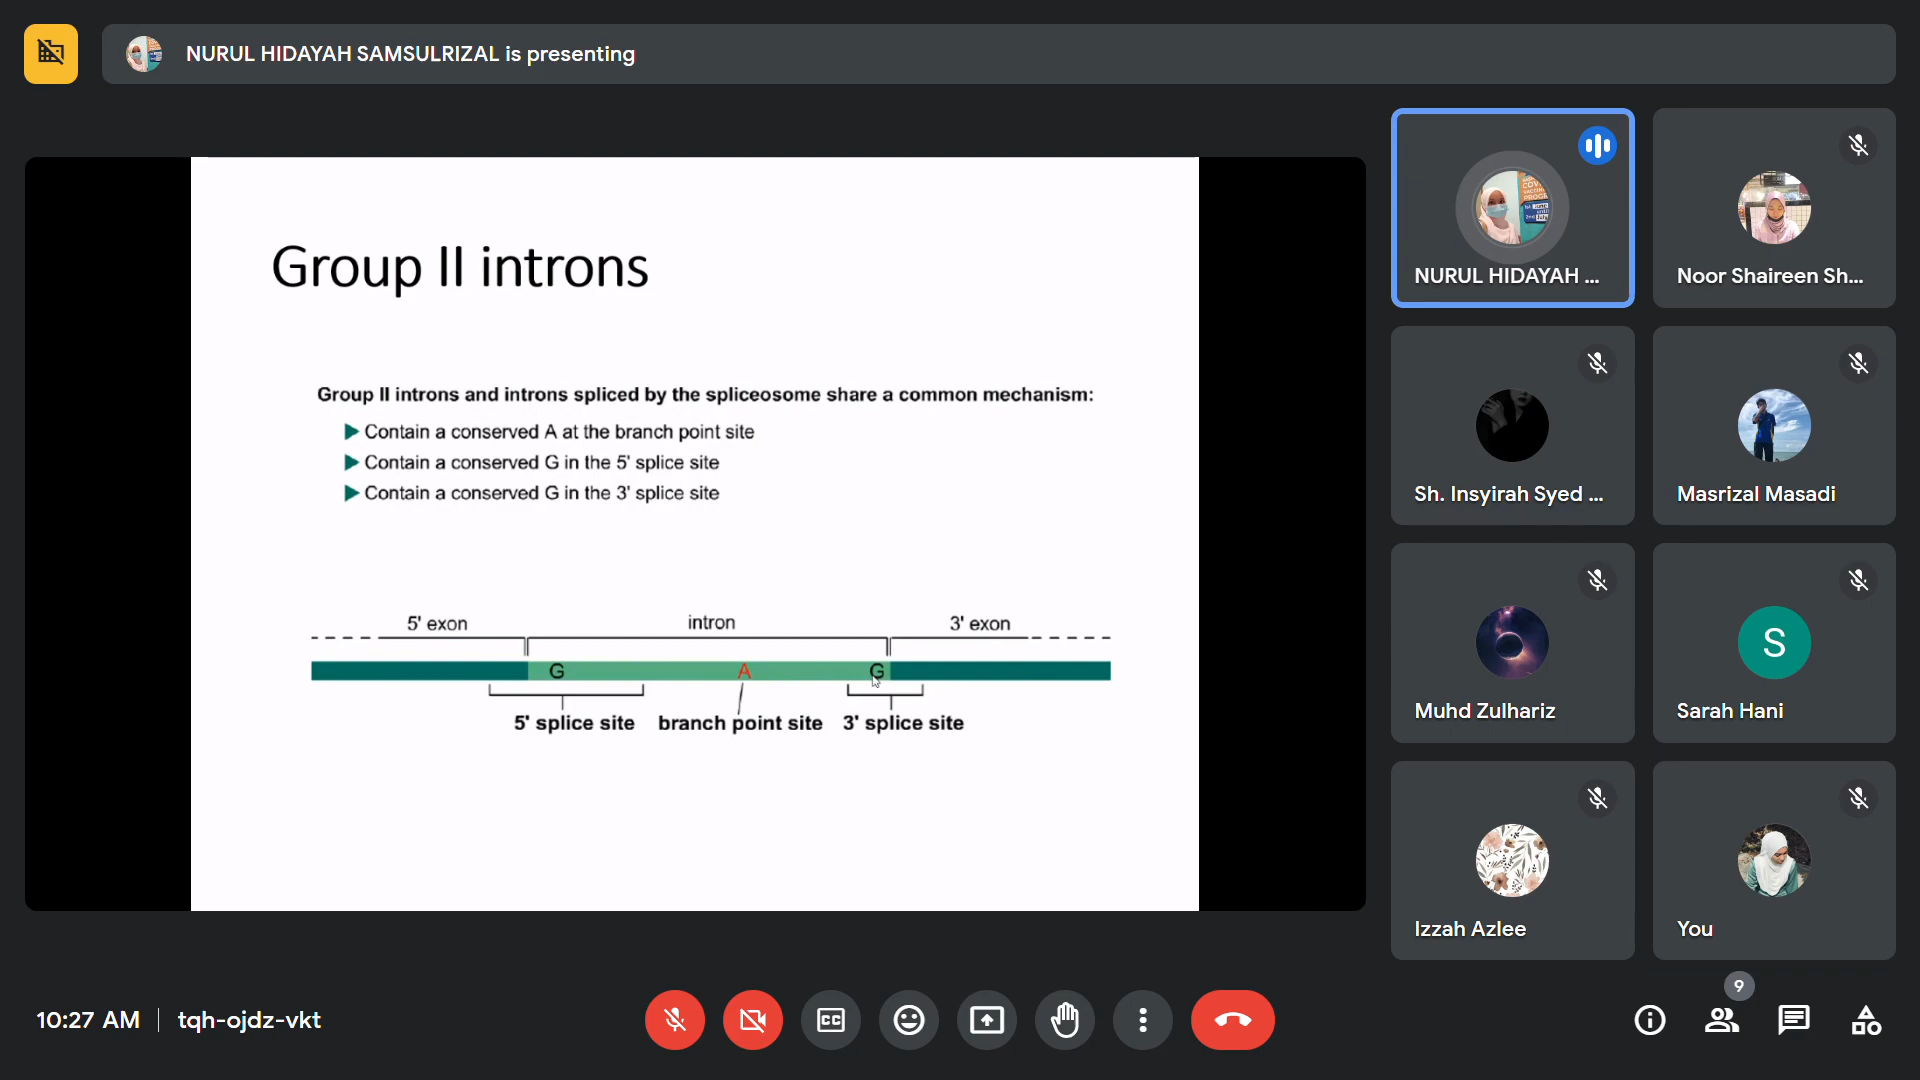 NURUL HIDAYAH SAMSULRIZAL is presenting
Group II introns
Group II introns and introns spliced by the spliceosome share a common mechanism:
Contain a conserved A at the branch point site
Contain a conserved G in the 5' splice site
Contain a conserved G in the 3' splice site
5' exon intron 3' exon
G A G
5' splice site branch point site 3' splice site
NURUL HIDAYAH ...
Noor Shaireen Sh...
Sh. Insyirah Syed ...
Masrizal Masadi
Muhd Zulhariz
S
Sarah Hani
Izzah Azlee
You
9
10:27 AM | tqh-ojdz-vkt
CC